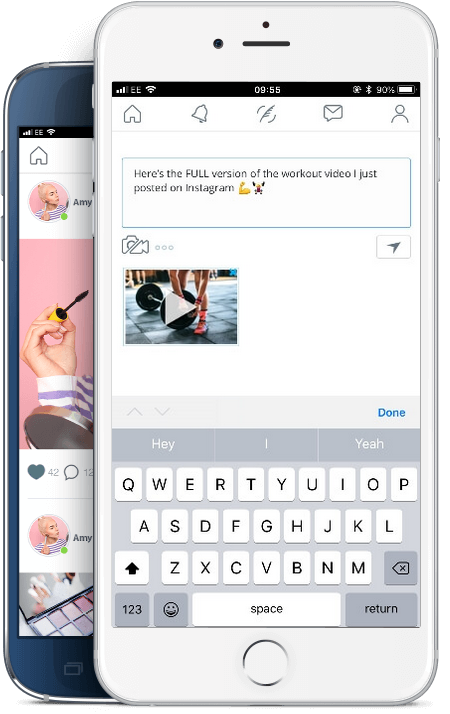 EE
09:55
90%
Here's the FULL version of the workout video I just
posted on Instagram 💪🏋️
Done
Hey I Yeah
Q W E R T Y U I O P
A S D F G H J K L
Z X C V B N M
123 space return
EE
Amy
42 12
Amy